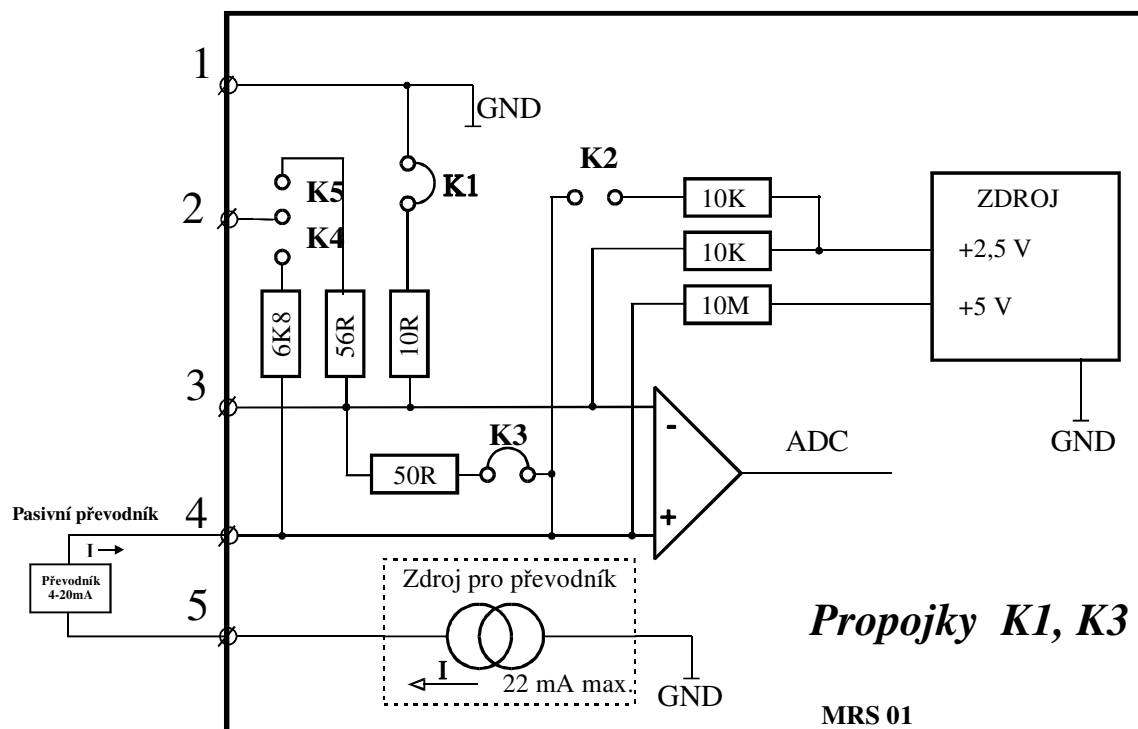 1
GND
K5
K1
K2
10K
ZDROJ
2
K4
10K
+2,5 V
10M
+5 V
6K8
56R
10R
3
-
GND
K3
ADC
50R
Pasivní převodník
4
+
I
Zdroj pro převodník
Převodník
4-20mA
5
Propojky K1, K3
I
22 mA max.
GND
MRS 01